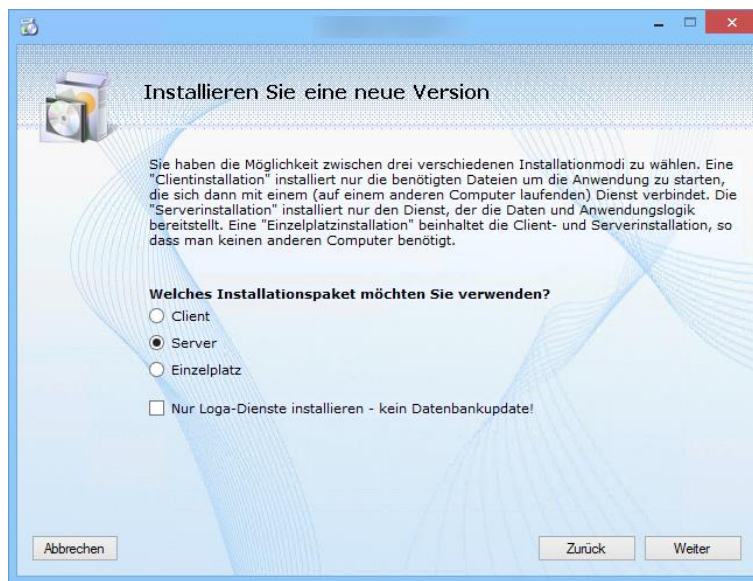 Installieren Sie eine neue Version
Sie haben die Möglichkeit zwischen drei verschiedenen Installationmodi zu wählen. Eine
"Clientinstallation" installiert nur die benötigten Dateien um die Anwendung zu starten,
die sich dann mit einem (auf einem anderen Computer laufenden) Dienst verbindet. Die
"Serverinstallation" installiert nur den Dienst, der die Daten und Anwendungslogik
bereitstellt. Eine "Einzelplatzinstallation" beinhaltet die Client- und Serverinstallation, so
dass man keinen anderen Computer benötigt.
Welches Installationspaket möchten Sie verwenden?
Client
Server
Einzelplatz
Nur Loga-Dienste installieren - kein Datenbankupdate!
Abbrechen
Zurück
Weiter